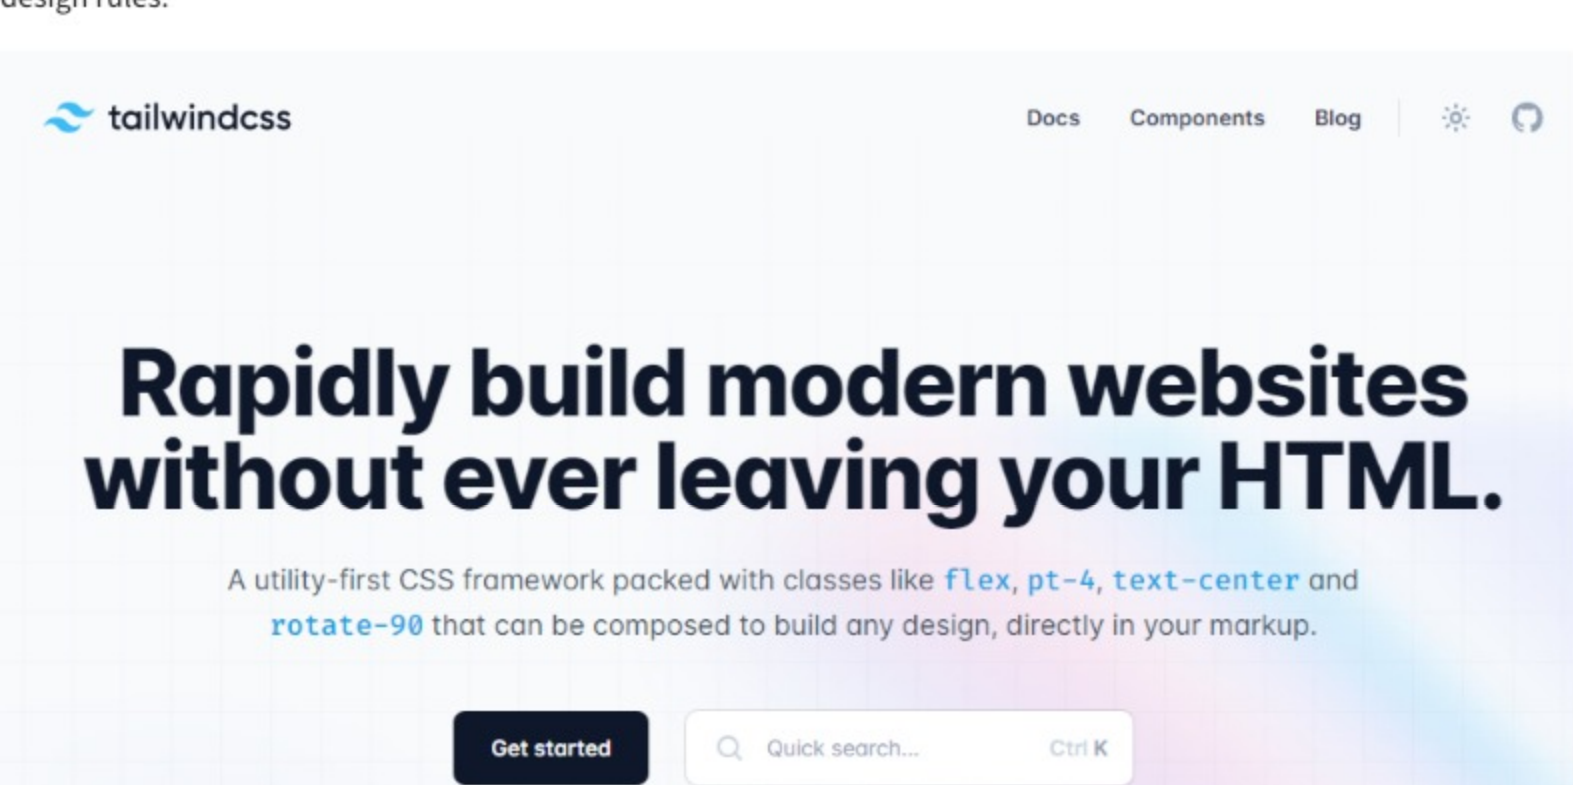 design rules.
tailwindcss
Docs Components Blog
Rapidly build modern websites
without ever leaving your HTML.
A utility-first CSS framework packed with classes like flex, pt-4, text-center and
rotate-90 that can be composed to build any design, directly in your markup.
Get started Quick search... Ctrl K